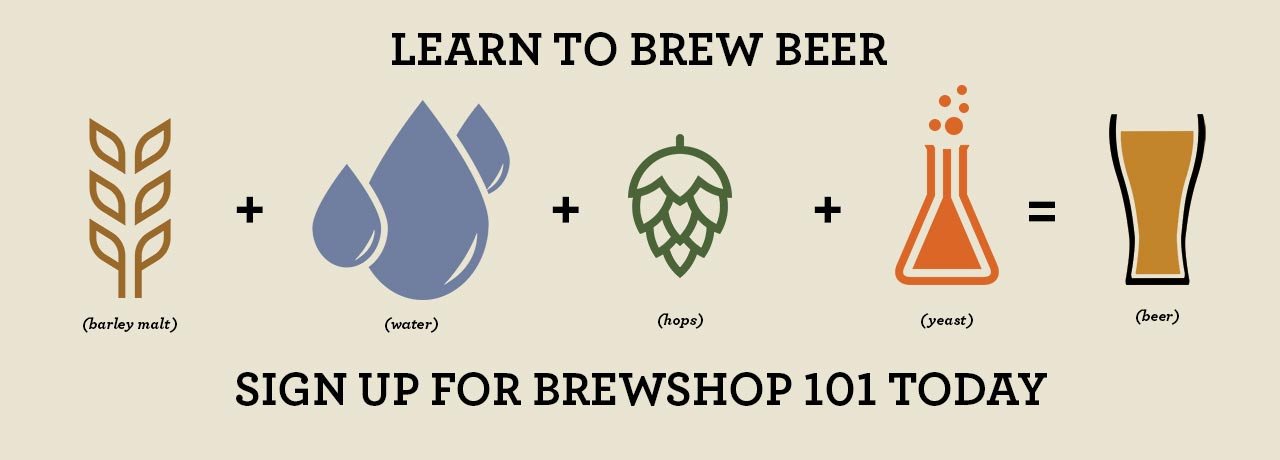 LEARN TO BREW BEER
+ + + =
(barley malt) (water) (hops) (yeast) (beer)
SIGN UP FOR BREWSHOP 101 TODAY